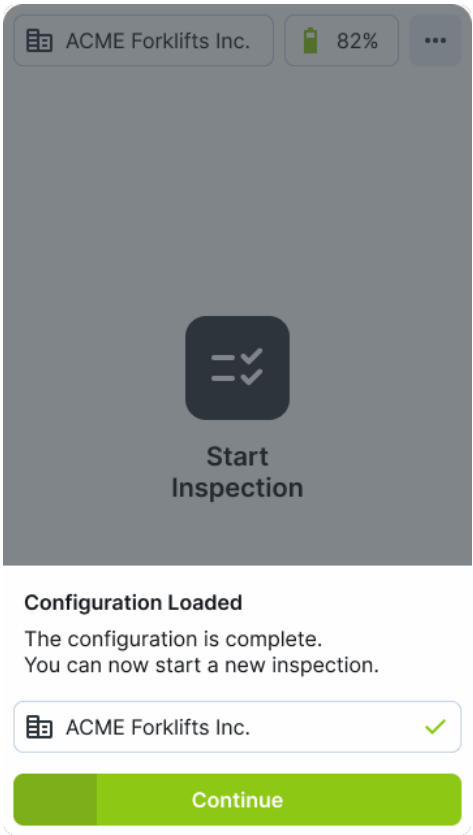 ACME Forklifts Inc.
82%
Start
Inspection
Configuration Loaded
The configuration is complete.
You can now start a new inspection.
ACME Forklifts Inc.
Continue